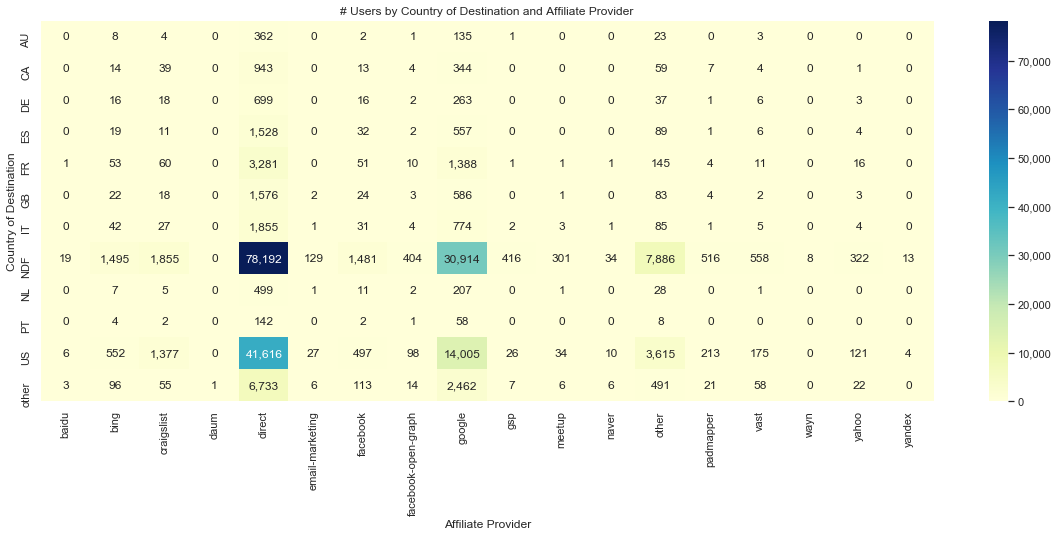 # Users by Country of Destination and Affiliate Provider
Country of Destination
AU 0 8 4 0 362 0 2 1 135 1 0 0 23 0 3 0 0 0
CA 0 14 39 0 943 0 13 4 344 0 0 0 59 7 4 0 1 0
DE 0 16 18 0 699 0 16 2 263 0 0 0 37 1 6 0 3 0
ES 0 19 11 0 1,528 0 32 2 557 0 0 0 89 1 6 0 4 0
FR 1 53 60 0 3,281 0 51 10 1,388 1 1 1 145 4 11 0 16 0
GB 0 22 18 0 1,576 2 24 3 586 0 1 0 83 4 2 0 3 0
IT 0 42 27 0 1,855 1 31 4 774 2 3 1 85 1 5 0 4 0
NDF 19 1,495 1,855 0 78,192 129 1,481 404 30,914 416 301 34 7,886 516 558 8 322 13
NL 0 7 5 0 499 1 11 2 207 0 1 0 28 0 1 0 0 0
PT 0 4 2 0 142 0 2 1 58 0 0 0 8 0 0 0 0 0
US 6 552 1,377 0 41,616 27 497 98 14,005 26 34 10 3,615 213 175 0 121 4
other 3 96 55 1 6,733 6 113 14 2,462 7 6 6 491 21 58 0 22 0
baidu bing craigslist daum direct email-marketing facebook facebook-open-graph google gsp meetup naver other padmapper vast wayn yahoo yandex
Affiliate Provider
70,000
60,000
50,000
40,000
30,000
20,000
10,000
0